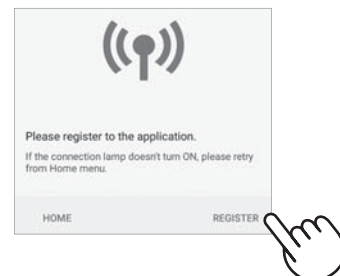 Please register to the application.
If the connection lamp doesn't turn ON, please retry
from Home menu.
HOME REGISTER